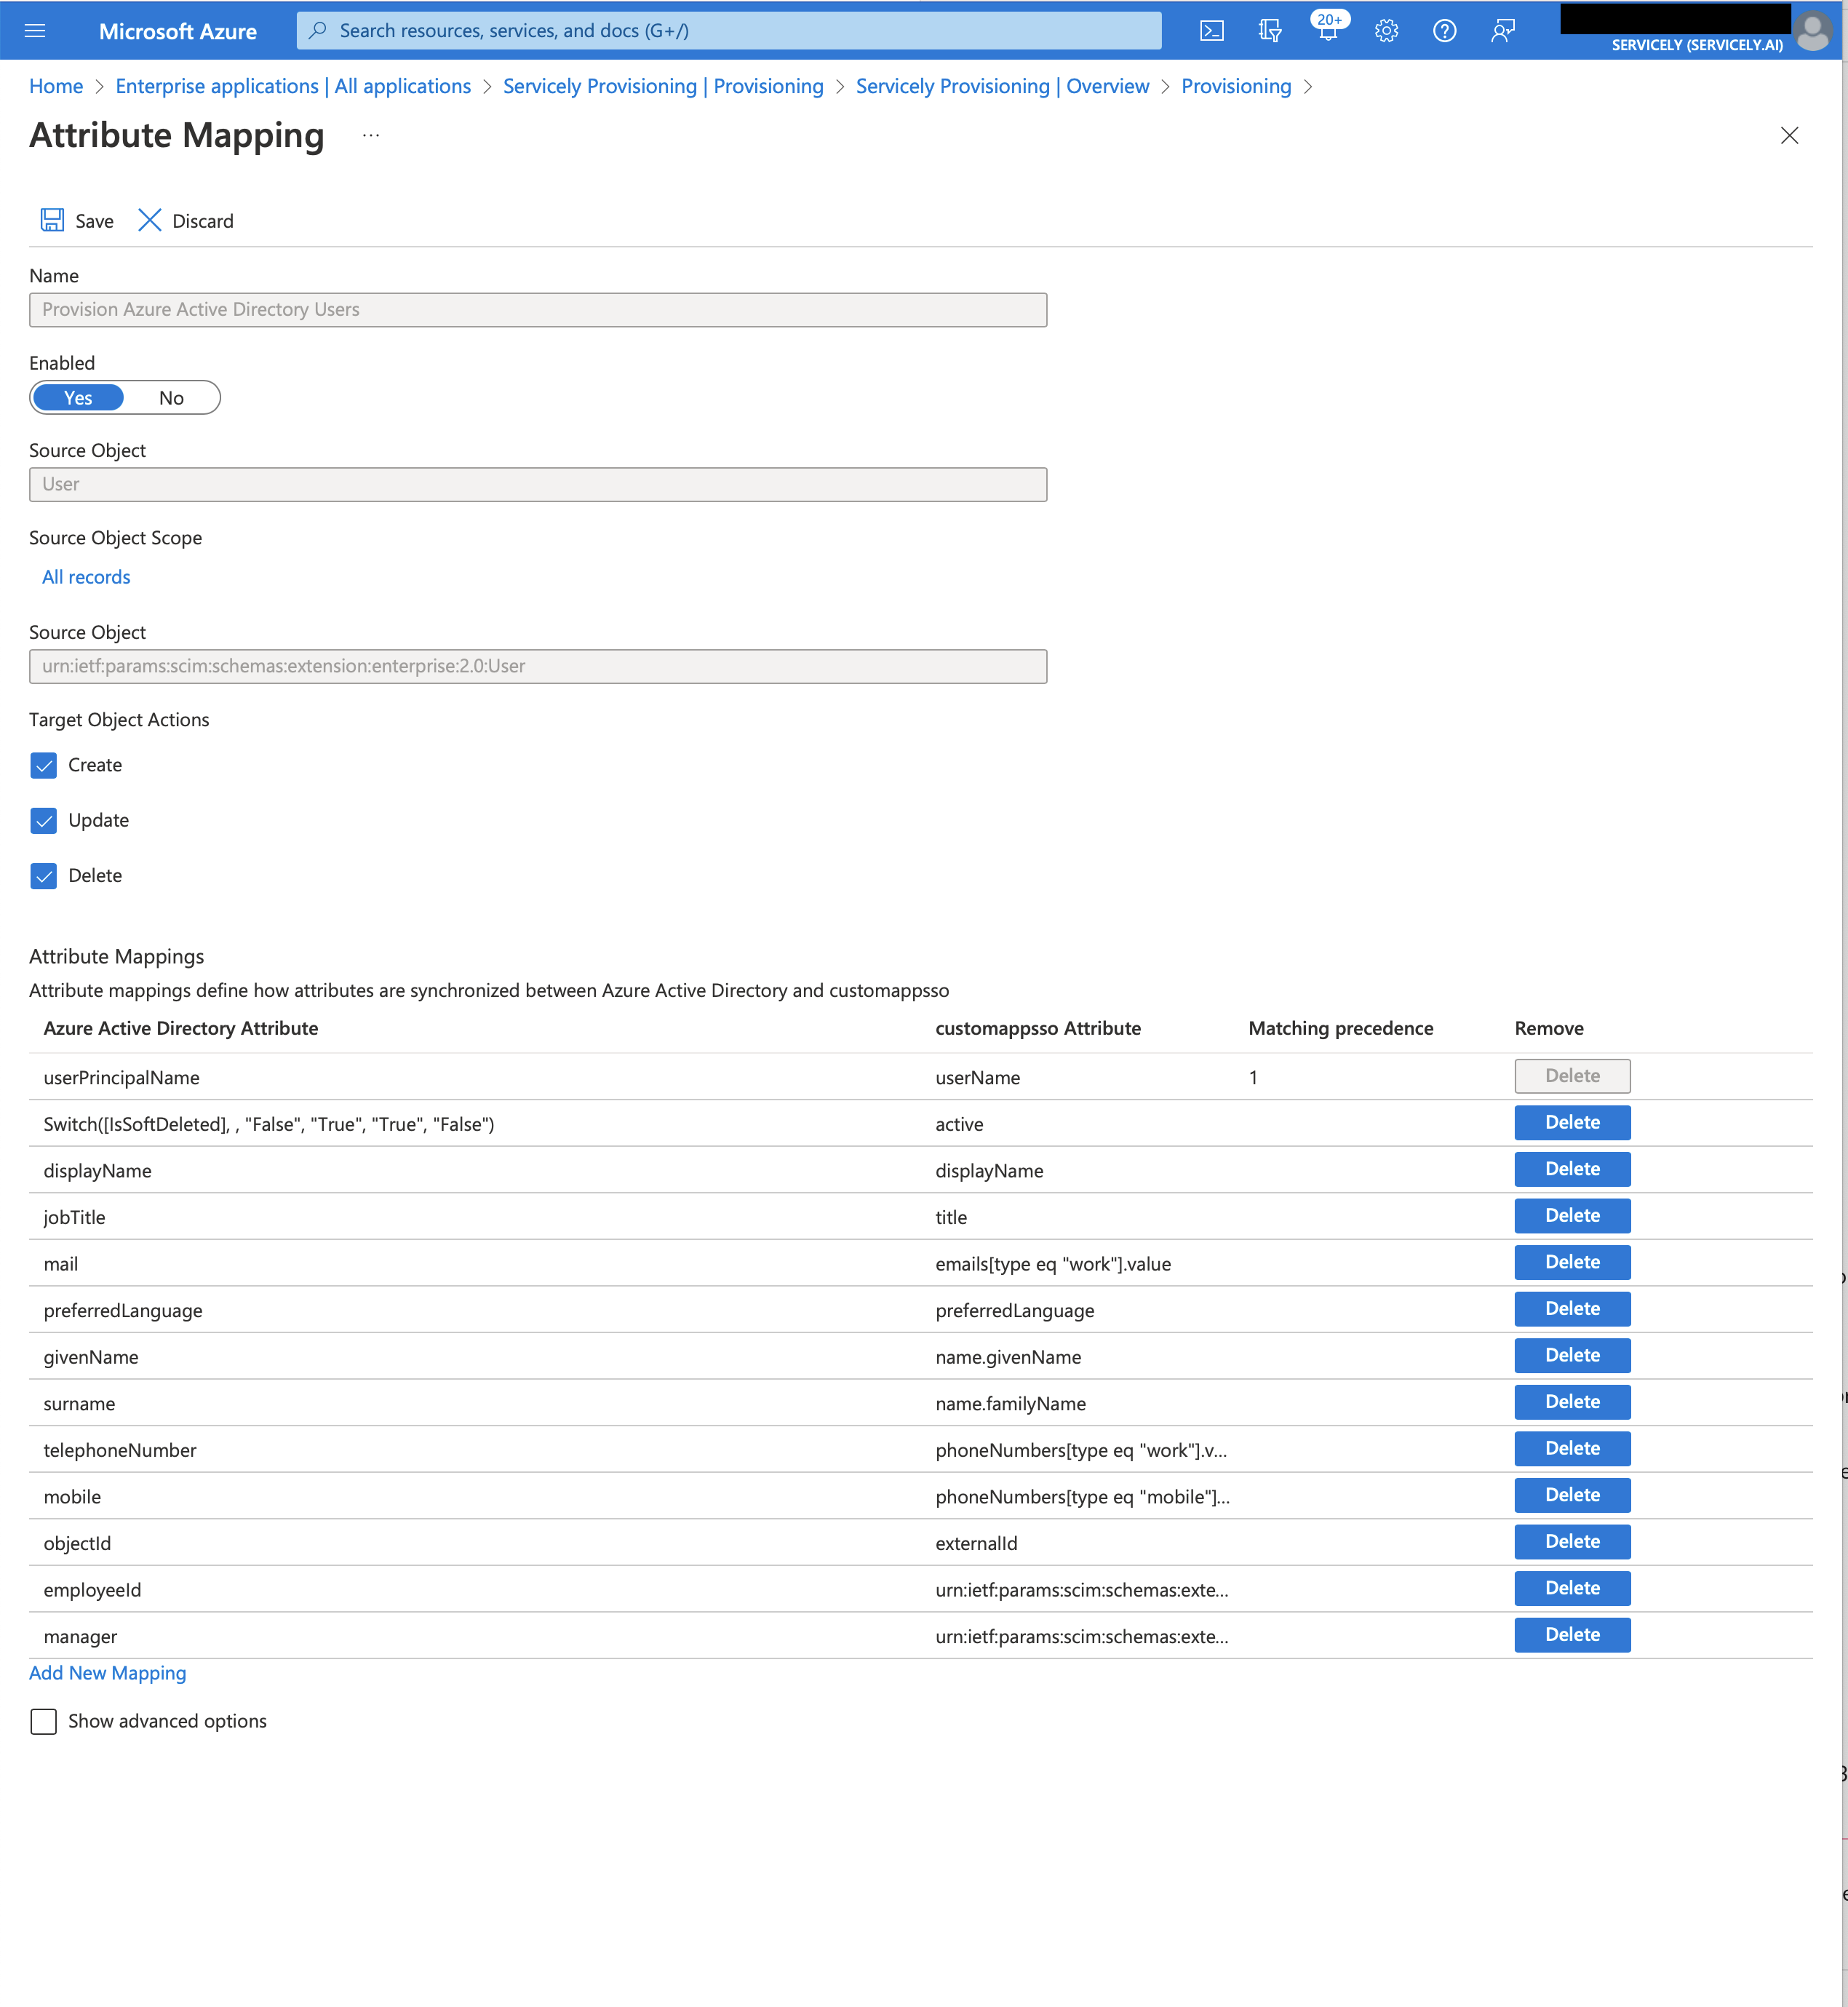 Microsoft Azure
Search resources, services, and docs (G+/)
20+
SERVICELY (SERVICELY.AI)
Home > Enterprise applications | All applications > Servicely Provisioning | Provisioning > Servicely Provisioning | Overview > Provisioning >
Attribute Mapping ...
Save Discard
Name
Provision Azure Active Directory Users
Enabled
Yes No
Source Object
User
Source Object Scope
All records
Source Object
urn:ietf:params:scim:schemas:extension:enterprise:2.0:User
Target Object Actions
Create
Update
Delete
Attribute Mappings
Attribute mappings define how attributes are synchronized between Azure Active Directory and customappsso
Azure Active Directory Attribute customappsso Attribute Matching precedence Remove
userPrincipalName userName 1 Delete
Switch([IsSoftDeleted], , "False", "True", "True", "False") active Delete
displayName displayName Delete
jobTitle title Delete
mail emails[type eq "work"].value Delete
preferredLanguage preferredLanguage Delete
givenName name.givenName Delete
surname name.familyName Delete
telephoneNumber phoneNumbers[type eq "work"].v... Delete
mobile phoneNumbers[type eq "mobile"]... Delete
objectId externalId Delete
employeeId urn:ietf:params:scim:schemas:exte... Delete
manager urn:ietf:params:scim:schemas:exte... Delete
Add New Mapping
Show advanced options